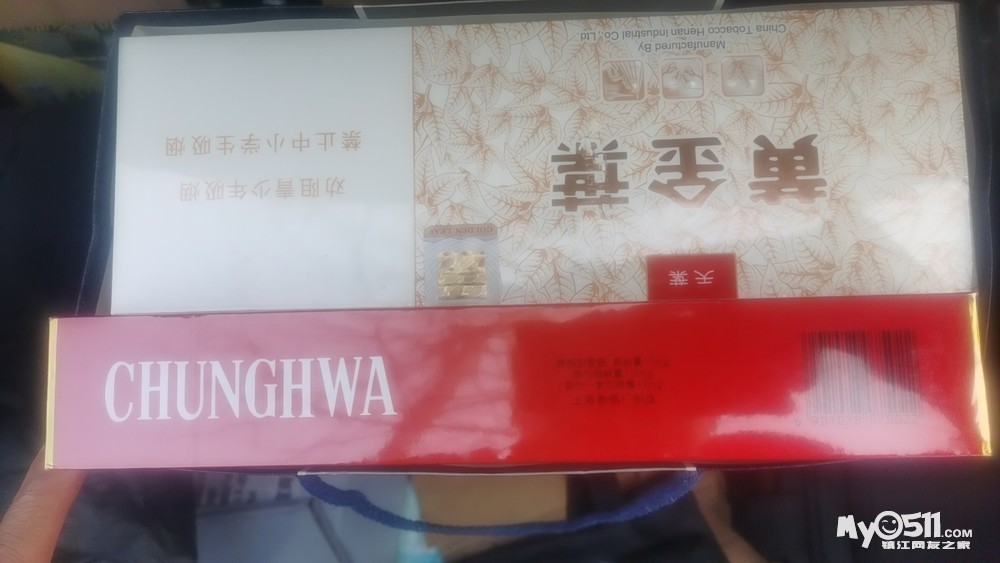 黄金叶
天叶
Manufactured By
China Tobacco Henan Industrial Co., Ltd.
GOLDEN LEAF
劝阻青少年吸烟
禁止中小学生吸烟
CHUNGHWA
My0511.COM
镇江网友之家